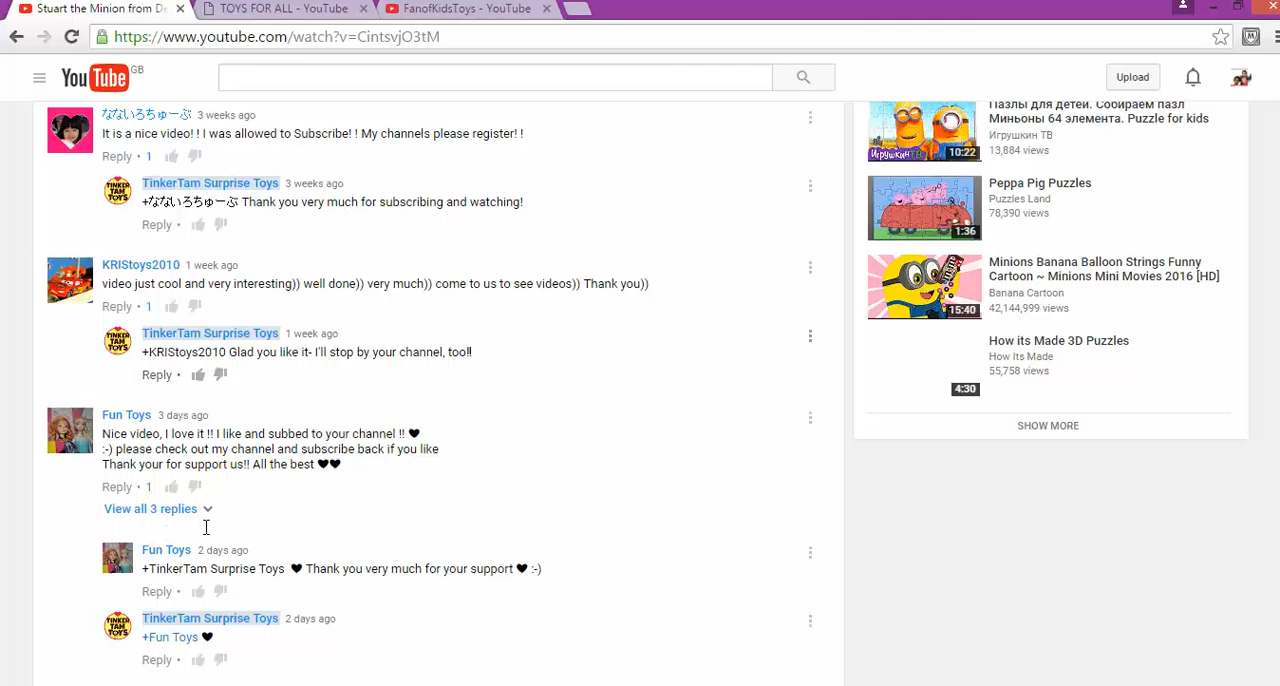 Stuart the Minion from De
TOYS FOR ALL - YouTube
FanofKidsToys - YouTube
https://www.youtube.com/watch?v=CintsvjO3tM
YouTube GB
Upload
なないろちゅーぶ 3 weeks ago
It is a nice video! ! I was allowed to Subscribe! ! My channels please register! !
Reply • 1
TINKER TAM TOYS
TinkerTam Surprise Toys 3 weeks ago
+なないろちゅーぶ Thank you very much for subscribing and watching!
Reply •
KRIStoys2010 1 week ago
video just cool and very interesting)) well done)) very much)) come to us to see videos)) Thank you))
Reply • 1
TINKER TAM TOYS
TinkerTam Surprise Toys 1 week ago
+KRIStoys2010 Glad you like it- I'll stop by your channel, too!!
Reply •
Fun Toys 3 days ago
Nice video, I love it !! I like and subbed to your channel !! ♥
:-) please check out my channel and subscribe back if you like
Thank your for support us!! All the best ♥♥
Reply • 1
View all 3 replies
Fun Toys 2 days ago
+TinkerTam Surprise Toys ♥ Thank you very much for your support ♥ :-)
Reply •
TINKER TAM TOYS
TinkerTam Surprise Toys 2 days ago
+Fun Toys ♥
Reply •
Пазлы для детей. Собираем пазл
Миньоны 64 элемента. Puzzle for kids
Игрушкин ТВ
13,884 views
Игрушкин ТВ
10:22
Peppa Pig Puzzles
Puzzles Land
78,390 views
1:36
Minions Banana Balloon Strings Funny
Cartoon ~ Minions Mini Movies 2016 [HD]
Banana Cartoon
42,144,999 views
15:40
How its Made 3D Puzzles
How Its Made
55,758 views
4:30
SHOW MORE